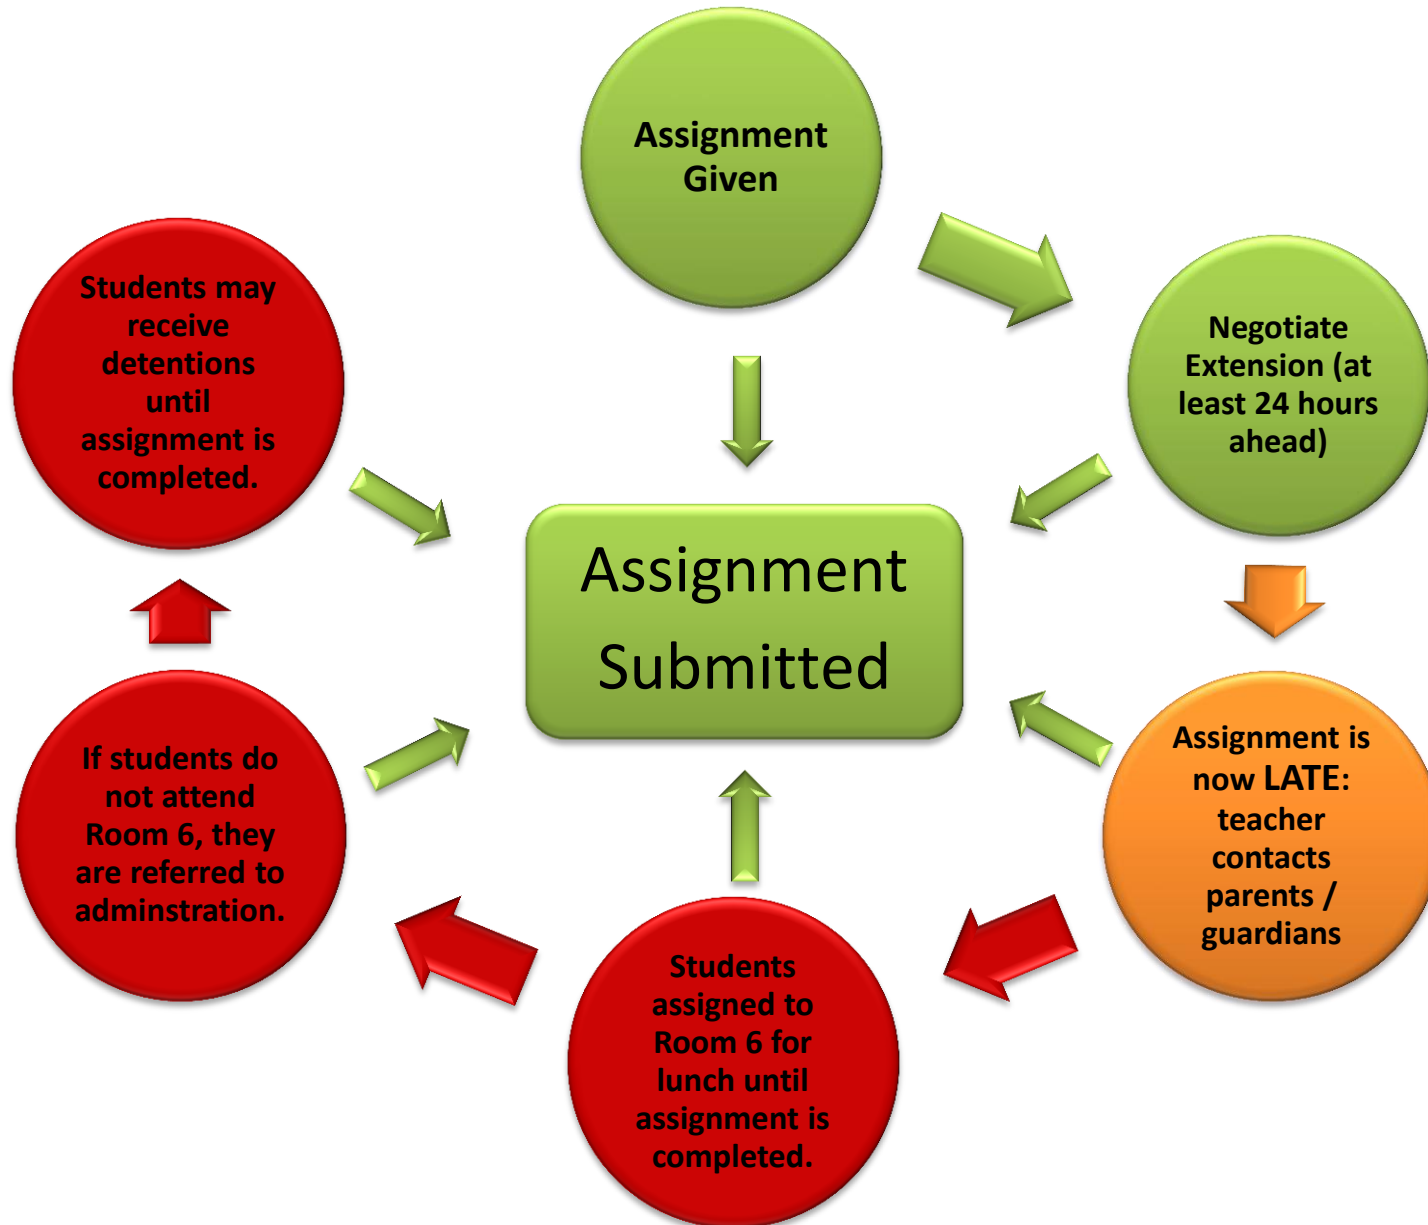 Assignment
Given
Negotiate
Extension (at
least 24 hours
ahead)
Assignment is
now LATE:
teacher
contacts
parents /
guardians
Students
assigned to
Room 6 for
lunch until
assignment is
completed.
If students do
not attend
Room 6, they
are referred to
adminstration.
Students may
receive
detentions
until
assignment is
completed.
Assignment
Submitted